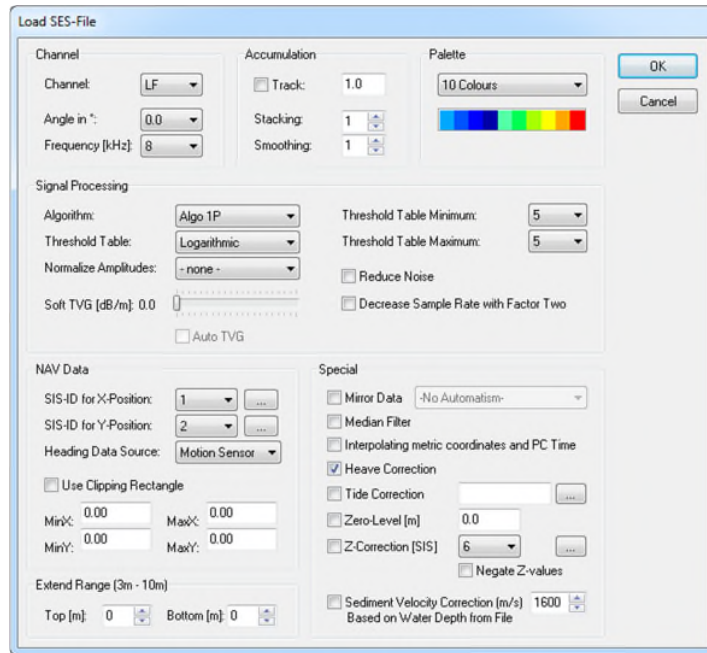 Load SES-File
Channel
Channel: LF
Angle in °: 0.0
Frequency [kHz]: 8
Accumulation
Track: 1.0
Stacking: 1
Smoothing: 1
Palette
10 Colours
OK
Cancel
Signal Processing
Algorithm: Algo 1P
Threshold Table: Logarithmic
Normalize Amplitudes: - none -
Soft TVG [dB/m]: 0.0
Auto TVG
Threshold Table Minimum: 5
Threshold Table Maximum: 5
Reduce Noise
Decrease Sample Rate with Factor Two
NAV Data
SIS-ID for X-Position: 1 ...
SIS-ID for Y-Position: 2 ...
Heading Data Source: Motion Sensor
Use Clipping Rectangle
MinX: 0.00 MaxX: 0.00
MinY: 0.00 MaxY: 0.00
Extend Range (3m - 10m)
Top [m]: 0 Bottom [m]: 0
Special
Mirror Data -No Automatism-
Median Filter
Interpolating metric coordinates and PC Time
Heave Correction
Tide Correction ...
Zero-Level [m] 0.0
Z-Correction [SIS] 6 ...
Negate Z-values
Sediment Velocity Correction (m/s) 1600
Based on Water Depth from File